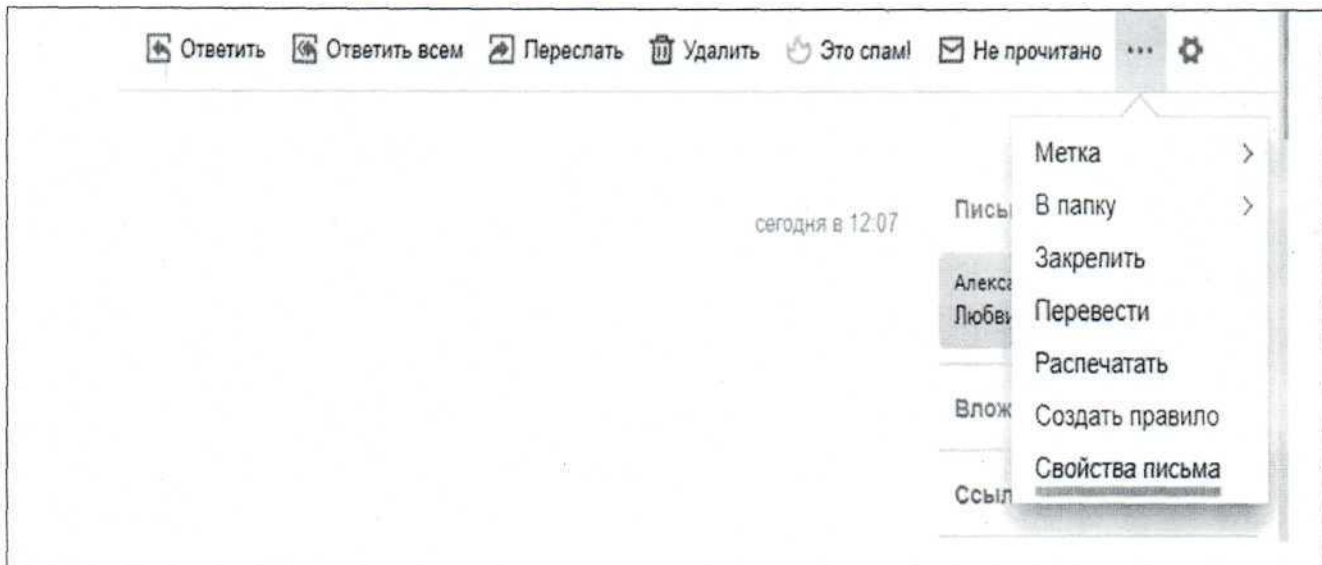 Ответить Ответить всем Переслать Удалить Это спам! Не прочитано ...
Метка
сегодня в 12:07
В папку
Закрепить
Перевести
Распечатать
Создать правило
Свойства письма